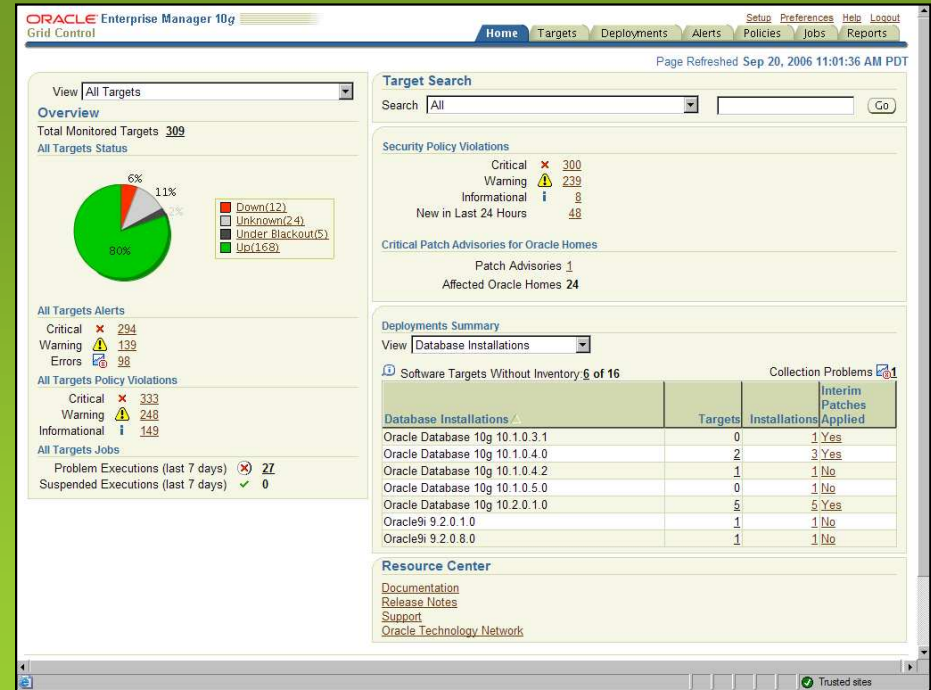 ORACLE Enterprise Manager 10g
Grid Control
Setup Preferences Help Logout
Home Targets Deployments Alerts Policies Jobs Reports
Page Refreshed Sep 20, 2006 11:01:36 AM PDT
View All Targets
Overview
Total Monitored Targets 309
All Targets Status
6%
11%
2%
80%
Down(12)
Unknown(24)
Under Blackout(5)
Up(168)
All Targets Alerts
Critical 294
Warning 139
Errors 98
All Targets Policy Violations
Critical 333
Warning 248
Informational 149
All Targets Jobs
Problem Executions (last 7 days) 27
Suspended Executions (last 7 days) 0
Target Search
Search All Go
Security Policy Violations
Critical 300
Warning 239
Informational 8
New in Last 24 Hours 48
Critical Patch Advisories for Oracle Homes
Patch Advisories 1
Affected Oracle Homes 24
Deployments Summary
View Database Installations
Software Targets Without Inventory:6 of 16 Collection Problems 1
Database Installations Targets Installations Interim Patches Applied
Oracle Database 10g 10.1.0.3.1 0 1 Yes
Oracle Database 10g 10.1.0.4.0 2 3 Yes
Oracle Database 10g 10.1.0.4.2 1 1 No
Oracle Database 10g 10.1.0.5.0 0 1 No
Oracle Database 10g 10.2.0.1.0 5 5 Yes
Oracle9i 9.2.0.1.0 1 1 No
Oracle9i 9.2.0.8.0 1 1 No
Resource Center
Documentation
Release Notes
Support
Oracle Technology Network
Trusted sites